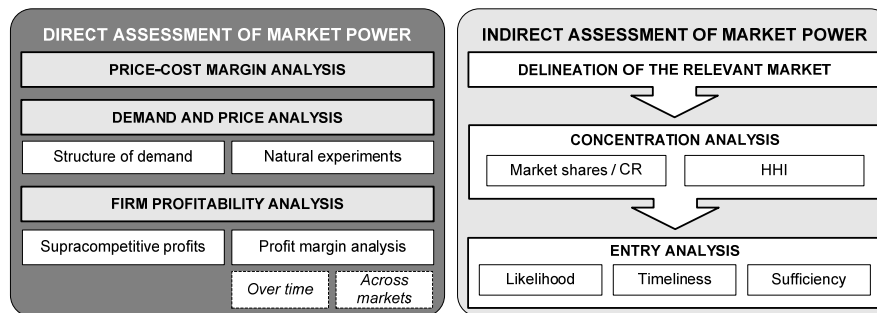 DIRECT ASSESSMENT OF MARKET POWER
PRICE-COST MARGIN ANALYSIS
DEMAND AND PRICE ANALYSIS
Structure of demand
Natural experiments
FIRM PROFITABILITY ANALYSIS
Supracompetitive profits
Profit margin analysis
Over time
Across
markets
INDIRECT ASSESSMENT OF MARKET POWER
DELINEATION OF THE RELEVANT MARKET
CONCENTRATION ANALYSIS
Market shares / CR
HHI
ENTRY ANALYSIS
Likelihood
Timeliness
Sufficiency